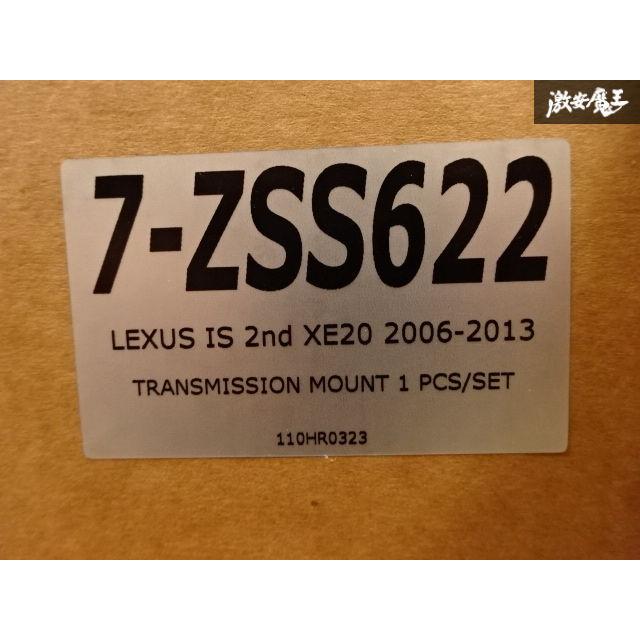 激安魔王
7-ZSS622
LEXUS IS 2nd XE20 2006-2013
TRANSMISSION MOUNT 1 PCS/SET
110HR0323